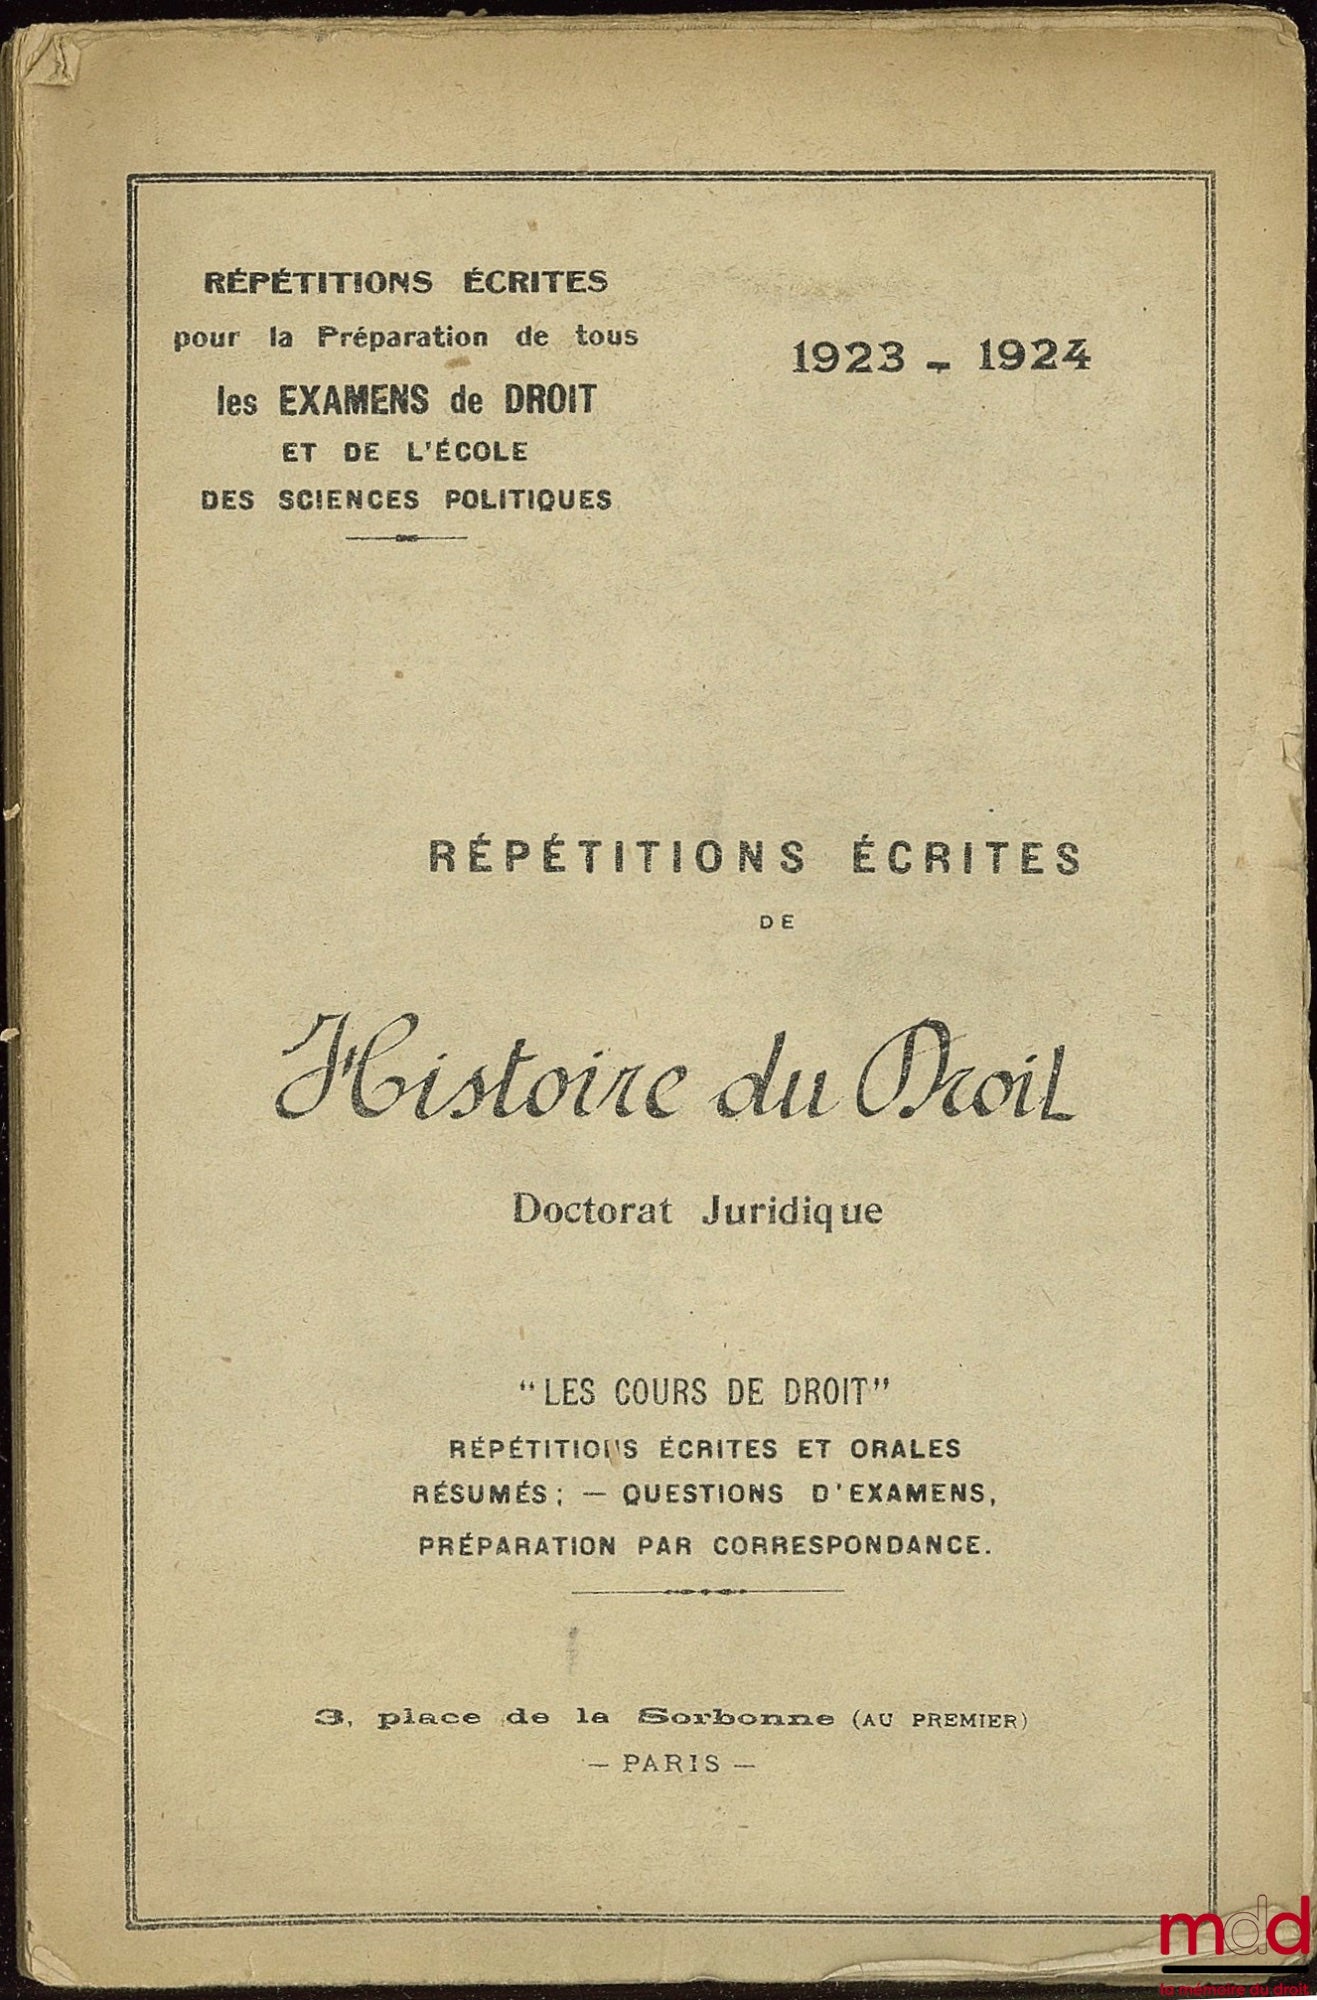 RÉPÉTITIONS ÉCRITES
pour la Préparation de tous
les EXAMENS de DROIT
ET DE L'ÉCOLE
DES SCIENCES POLITIQUES
1923 - 1924
RÉPÉTITIONS ÉCRITES
DE
Histoire du Droit
Doctorat Juridique
“LES COURS DE DROIT”
RÉPÉTITIONS ÉCRITES ET ORALES
RÉSUMÉS; — QUESTIONS D'EXAMENS,
PRÉPARATION PAR CORRESPONDANCE.
3, place de la Sorbonne (AU PREMIER)
— PARIS —
mdd
la mémoire du droit